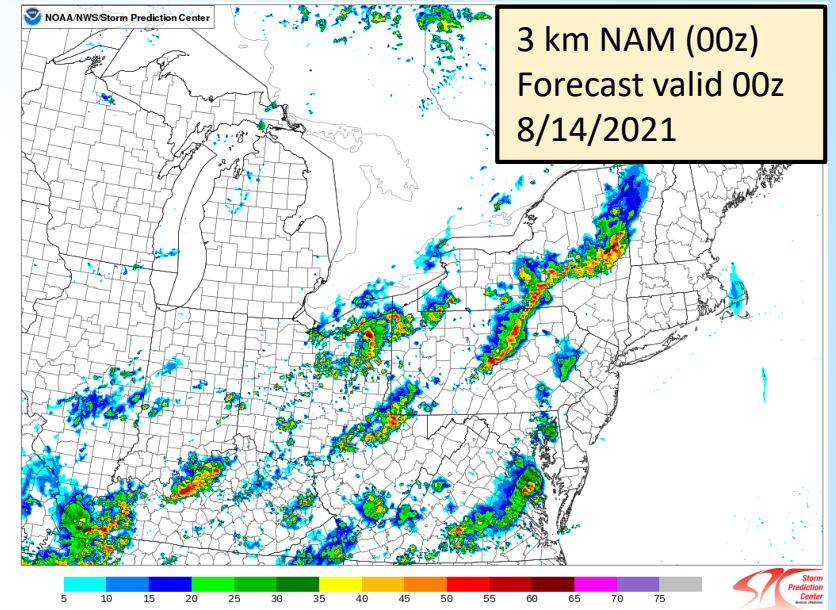 NOAA/NWS/Storm Prediction Center
3 km NAM (00z)
Forecast valid 00z
8/14/2021
5 10 15 20 25 30 35 40 45 50 55 60 65 70 75
Storm
Prediction
Center